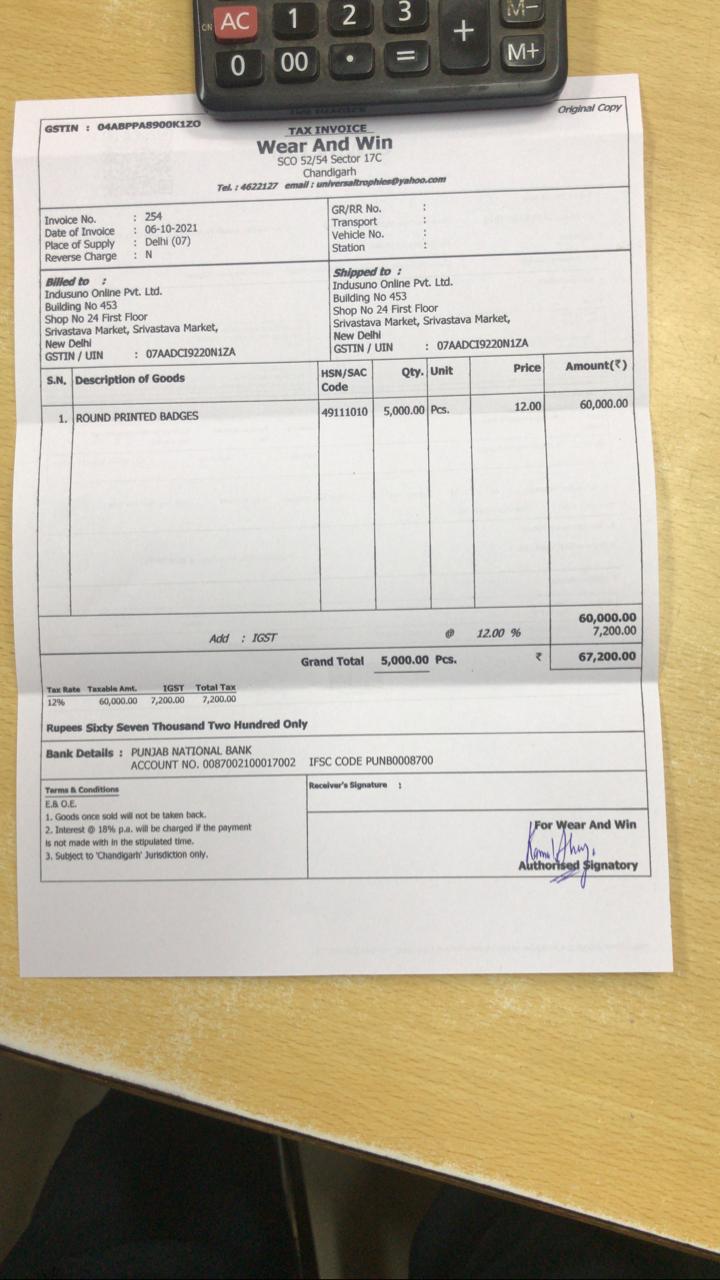 CN AC 1 2 3 + M−
0 00 • = M+
Original Copy
GSTIN : 04ABPPA8900K1ZO
TAX INVOICE
Wear And Win
SCO 52/54 Sector 17C
Chandigarh
Tel. : 4622127 email : universaltrophies@yahoo.com
Invoice No. : 254
Date of Invoice : 06-10-2021
Place of Supply : Delhi (07)
Reverse Charge : N
GR/RR No. :
Transport :
Vehicle No. :
Station :
Billed to :
Indusuno Online Pvt. Ltd.
Building No 453
Shop No 24 First Floor
Srivastava Market, Srivastava Market,
New Delhi
GSTIN / UIN : 07AADCI9220N1ZA
Shipped to :
Indusuno Online Pvt. Ltd.
Building No 453
Shop No 24 First Floor
Srivastava Market, Srivastava Market,
New Delhi
GSTIN / UIN : 07AADCI9220N1ZA
S.N. Description of Goods HSN/SAC Code Qty. Unit Price Amount(₹)
1. ROUND PRINTED BADGES 49111010 5,000.00 Pcs. 12.00 60,000.00
60,000.00
Add : IGST @ 12.00 % 7,200.00
Grand Total 5,000.00 Pcs. ₹ 67,200.00
Tax Rate Taxable Amt. IGST Total Tax
12% 60,000.00 7,200.00 7,200.00
Rupees Sixty Seven Thousand Two Hundred Only
Bank Details : PUNJAB NATIONAL BANK
ACCOUNT NO. 0087002100017002 IFSC CODE PUNB0008700
Terms & Conditions
E.& O.E.
1. Goods once sold will not be taken back.
2. Interest @ 18% p.a. will be charged if the payment
is not made with in the stipulated time.
3. Subject to 'Chandigarh' Jurisdiction only.
Receiver's Signature :
For Wear And Win
Authorised Signatory